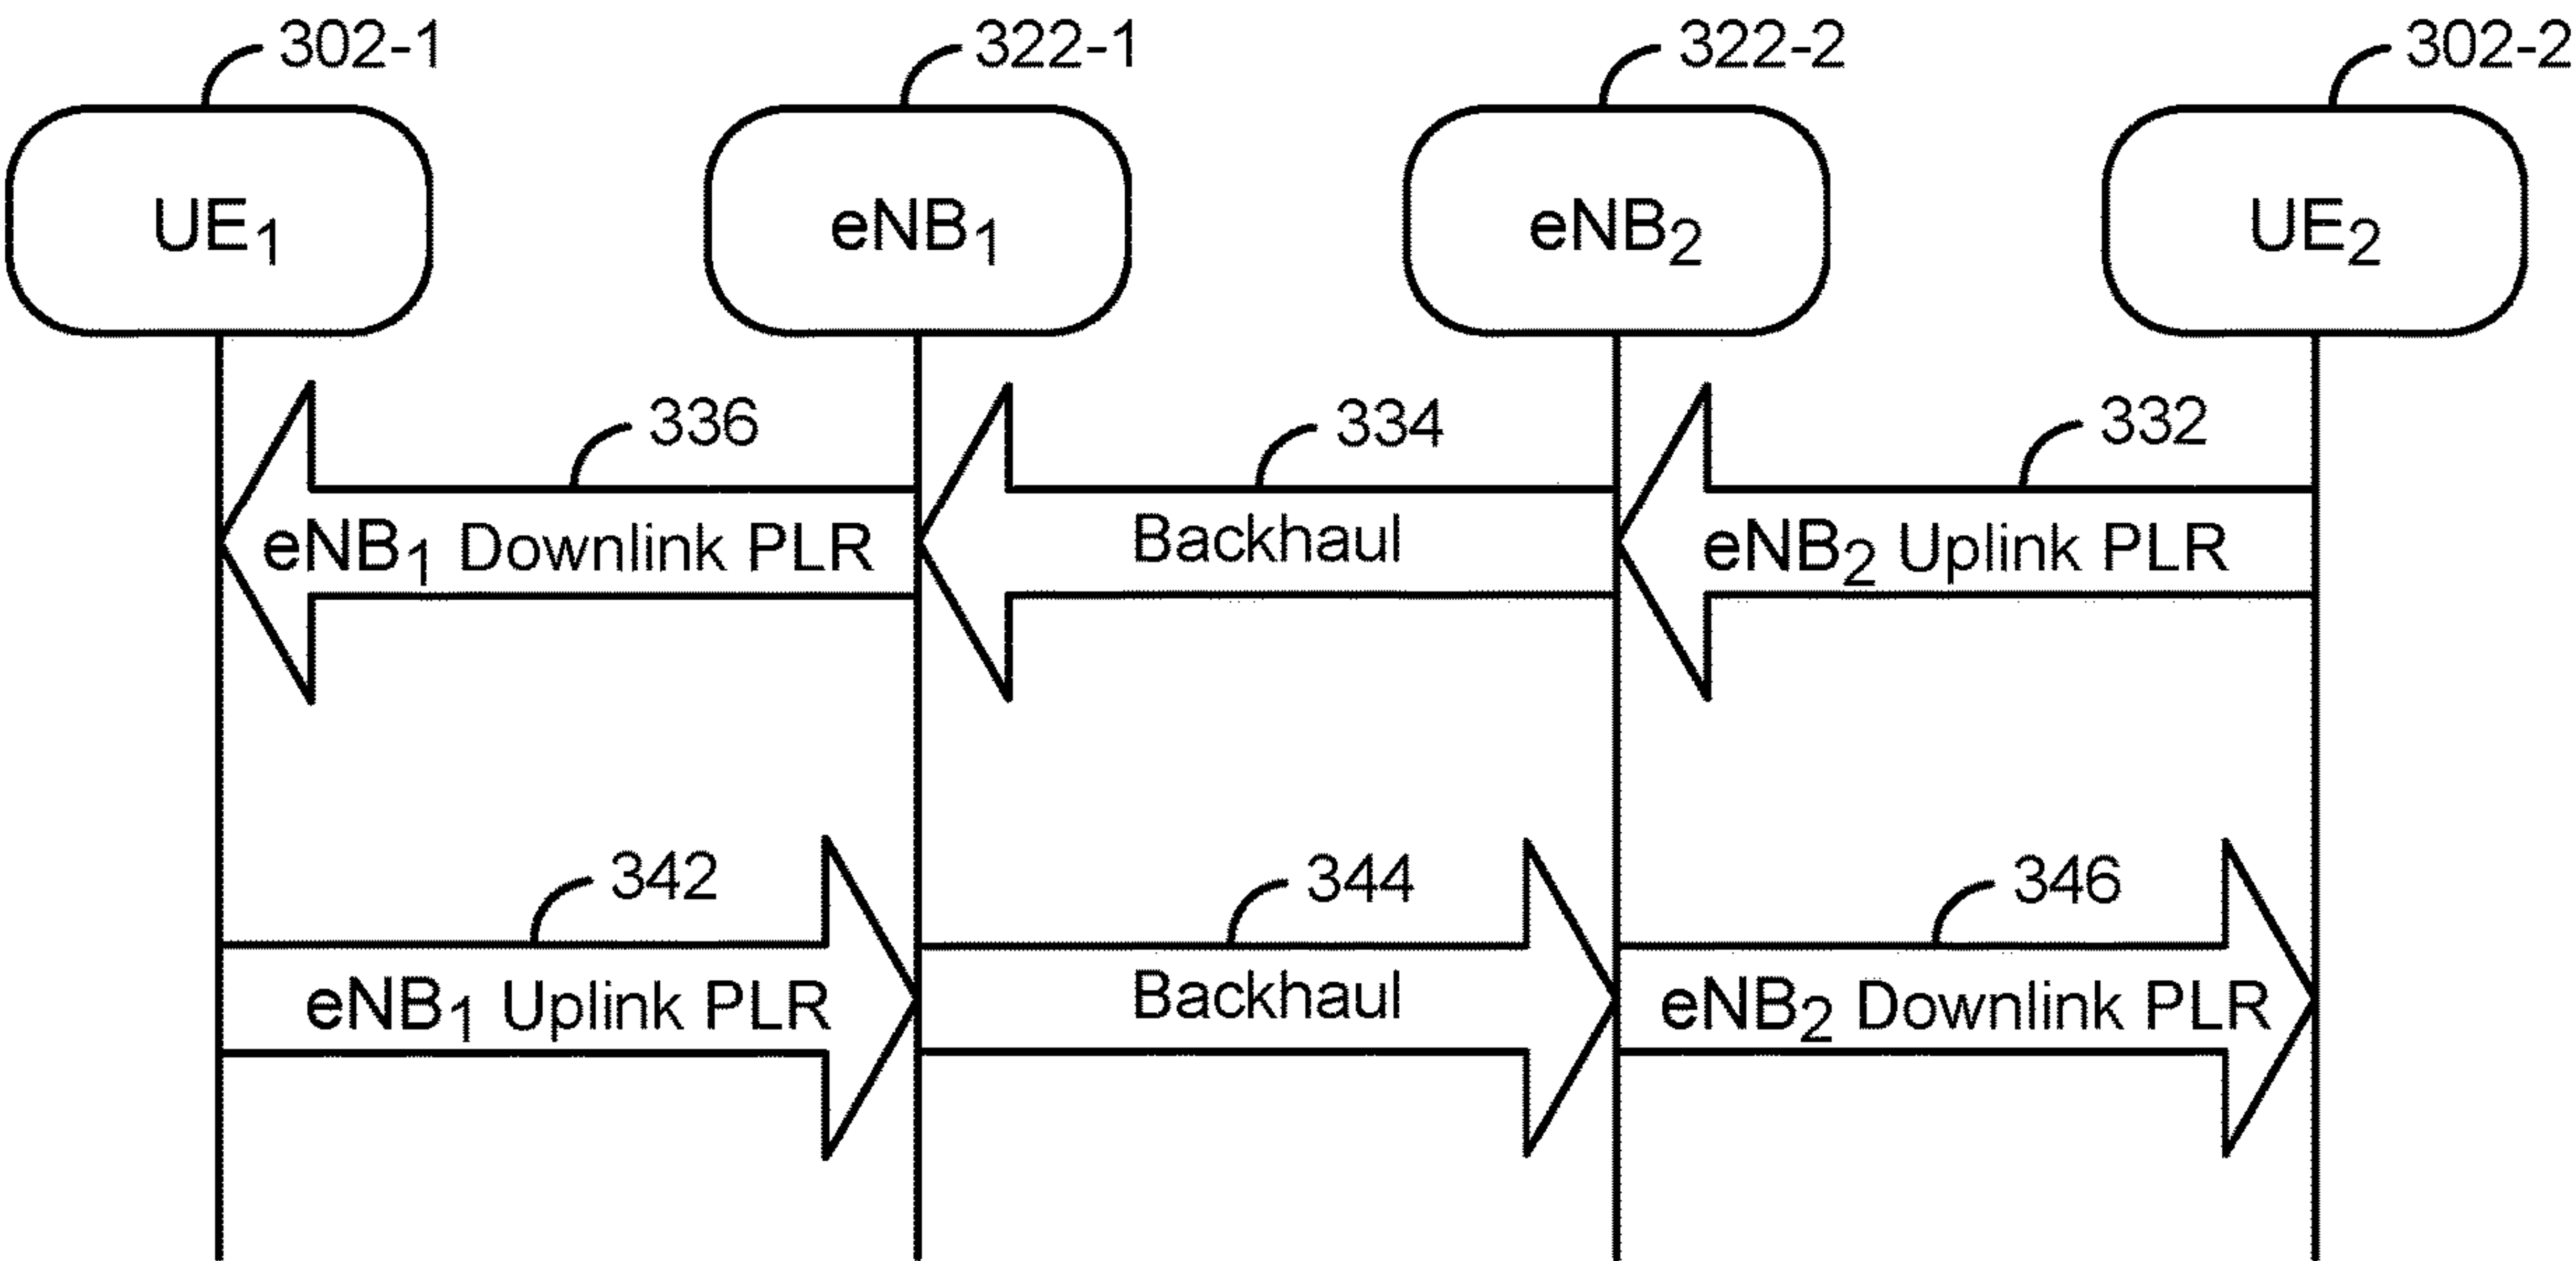 302-1
322-1
322-2
302-2
UE₁
eNB₁
eNB₂
UE₂
336
334
332
eNB₁ Downlink PLR
Backhaul
eNB₂ Uplink PLR
342
344
346
eNB₁ Uplink PLR
Backhaul
eNB₂ Downlink PLR